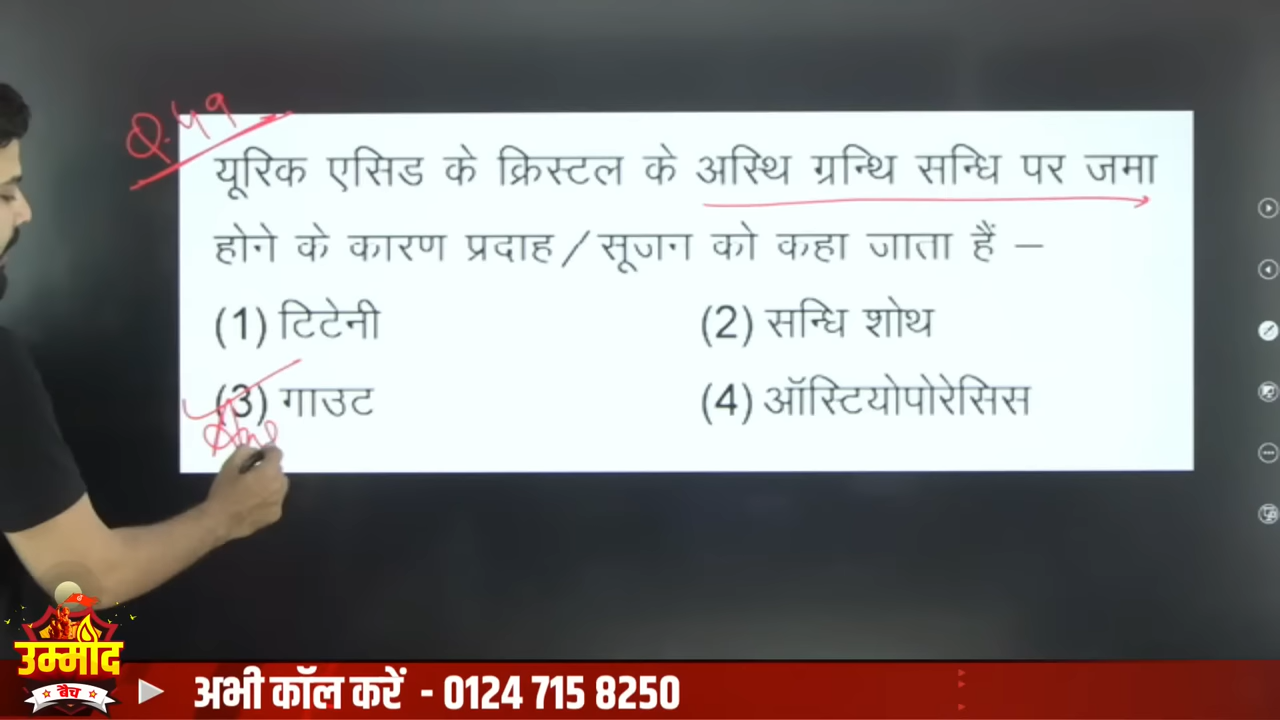 Q.49
यूरिक एसिड के क्रिस्टल के अस्थि ग्रन्थि सन्धि पर जमा
होने के कारण प्रदाह / सूजन को कहा जाता हैं –
(1) टिटेनी
(2) सन्धि शोथ
(3) गाउट
(4) ऑस्टियोपोरेसिस
Ans
उम्मीद
बैच
अभी कॉल करें - 0124 715 8250